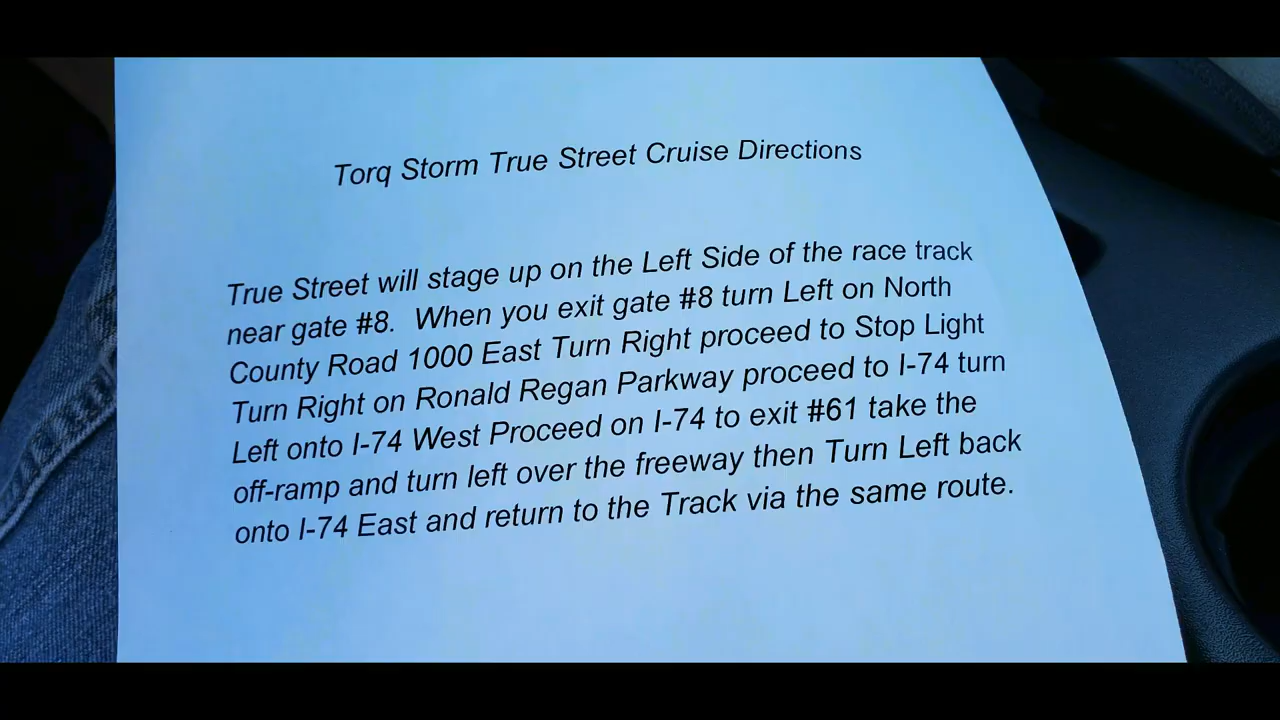 Torq Storm True Street Cruise Directions
True Street will stage up on the Left Side of the race track
near gate #8. When you exit gate #8 turn Left on North
County Road 1000 East Turn Right proceed to Stop Light
Turn Right on Ronald Regan Parkway proceed to I-74 turn
Left onto I-74 West Proceed on I-74 to exit #61 take the
off-ramp and turn left over the freeway then Turn Left back
onto I-74 East and return to the Track via the same route.